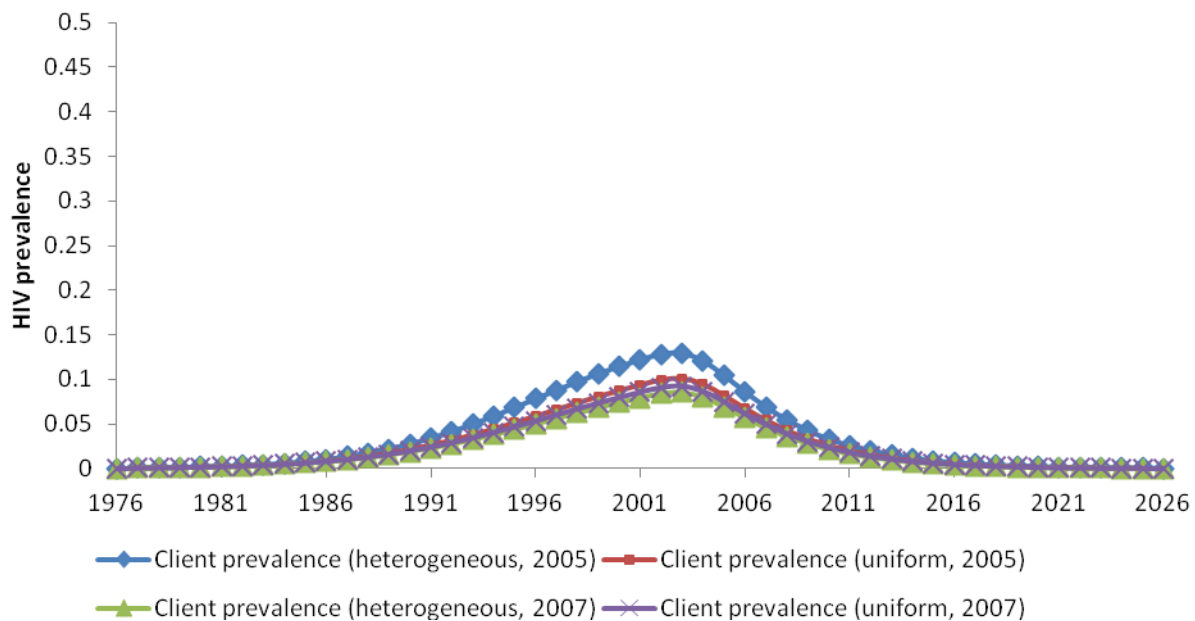 0.5
0.45
0.4
0.35
0.3
0.25
0.2
0.15
0.1
0.05
0
HIV prevalence
1976 1981 1986 1991 1996 2001 2006 2011 2016 2021 2026
Client prevalence (heterogeneous, 2005) Client prevalence (uniform, 2005)
Client prevalence (heterogeneous, 2007) Client prevalence (uniform, 2007)